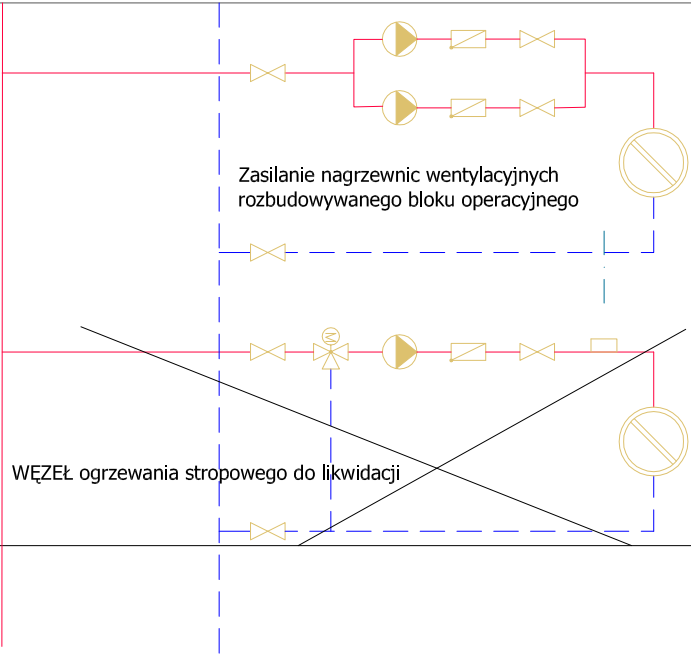 Zasilanie nagrzewnic wentylacyjnych
rozbudowywanego bloku operacyjnego
M
WĘZEŁ ogrzewania stropowego do likwidacji